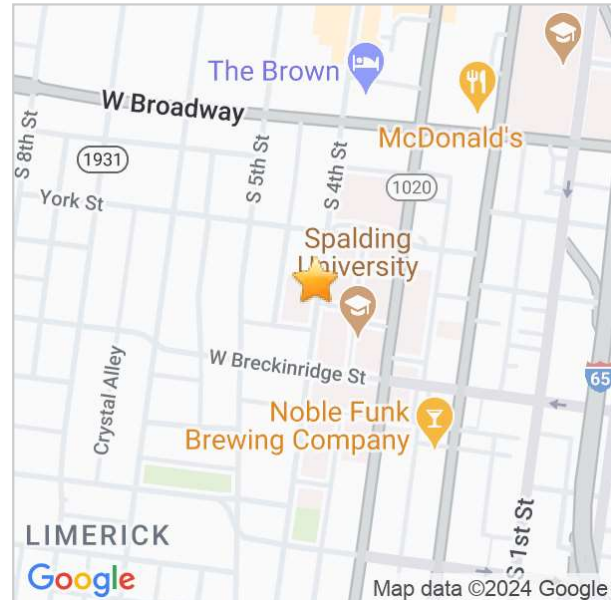 The Brown
W Broadway
McDonald's
S 8th St
1931
S 5th St
S 4th St
1020
York St
Spalding
University
W Breckinridge St
65
Crystal Alley
Noble Funk
Brewing Company
LIMERICK
S 1st St
Google
Map data ©2024 Google